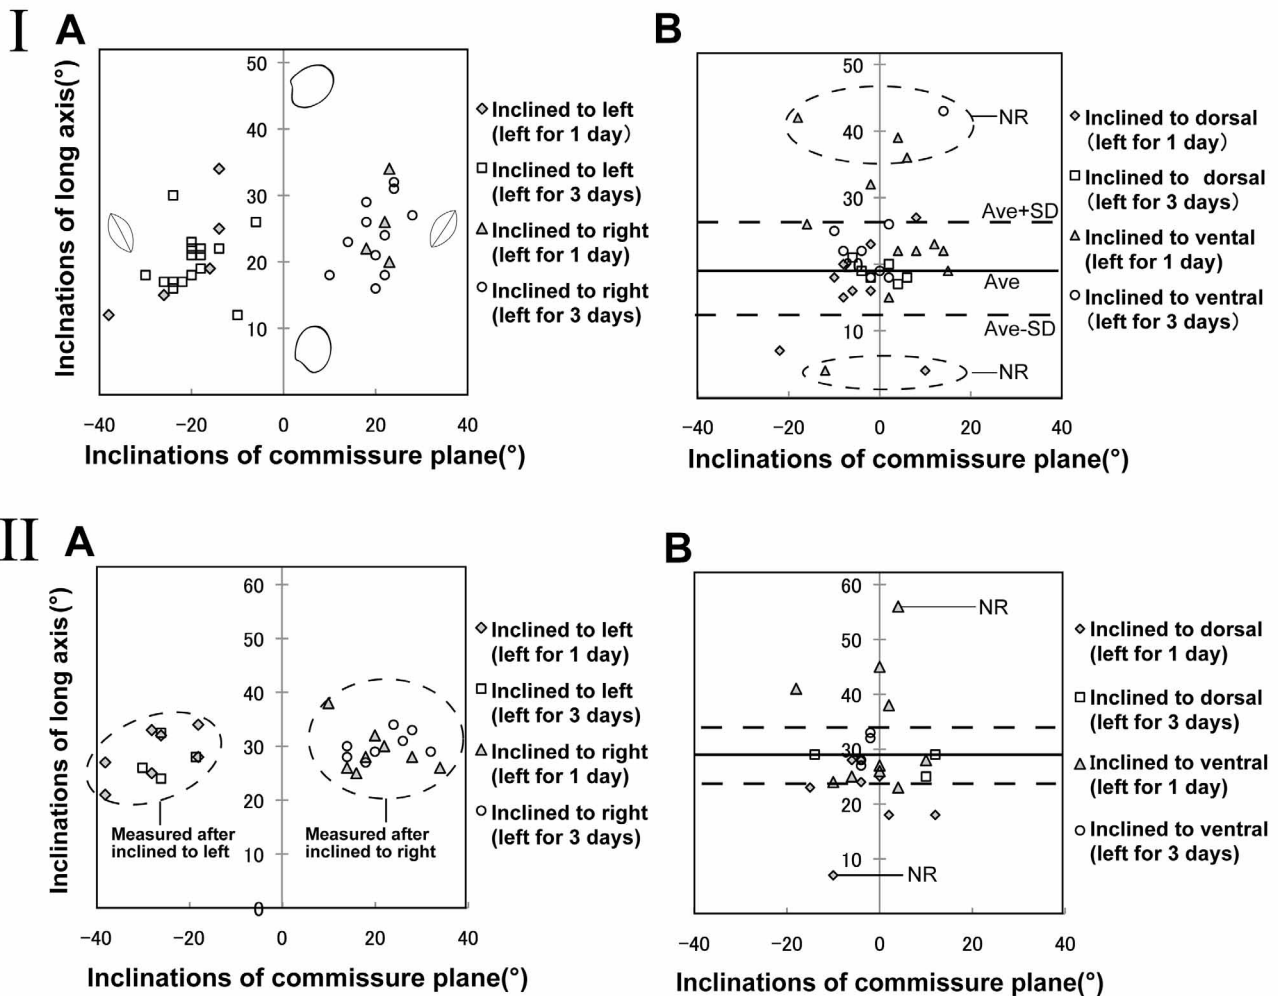 I A B
Inclnations of long axis(°)
50
40
30
20
10
−40 −20 0 20 40
Inclinations of commissure plane(°)
Inclined to left
(left for 1 day)
Inclined to left
(left for 3 days)
Inclined to right
(left for 1 day)
Inclined to right
(left for 3 days)
50
40
30
10
NR
Ave+SD
Ave
Ave-SD
NR
−40 −20 0 20 40
Inclinations of commissure plane(°)
Inclined to dorsal
(left for 1 day)
Inclined to dorsal
(left for 3 days)
Inclined to vental
(left for 1 day)
Inclined to ventral
(left for 3 days)
II A B
Inclinations of long axis (°)
60
50
40
30
20
10
0
Measured after
inclined to left
Measured after
inclined to right
−40 −20 0 20 40
Inclinations of commissure plane(°)
Inclined to left
(left for 1 day)
Inclined to left
(left for 3 days)
Inclined to right
(left for 1 day)
Inclined to right
(left for 3 days)
60
50
40
30
20
10
NR
NR
−40 −20 0 20 40
Inclinations of commissure plane(°)
Inclined to dorsal
(left for 1 day)
Inclined to dorsal
(left for 3 days)
Inclined to ventral
(left for 1 day)
Inclined to ventral
(left for 3 days)